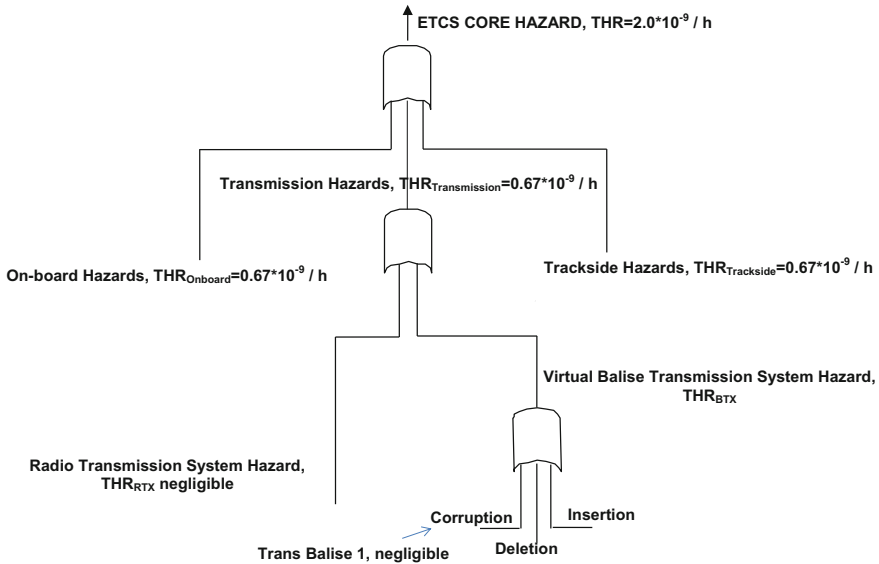 ETCS CORE HAZARD, THR=2.0*10⁻⁹ / h
Transmission Hazards, THR_Transmission=0.67*10⁻⁹ / h
On-board Hazards, THR_Onboard=0.67*10⁻⁹ / h
Trackside Hazards, THR_Trackside=0.67*10⁻⁹ / h
Virtual Balise Transmission System Hazard,
THR_BTX
Radio Transmission System Hazard,
THR_RTX negligible
Corruption
Insertion
Deletion
Trans Balise 1, negligible